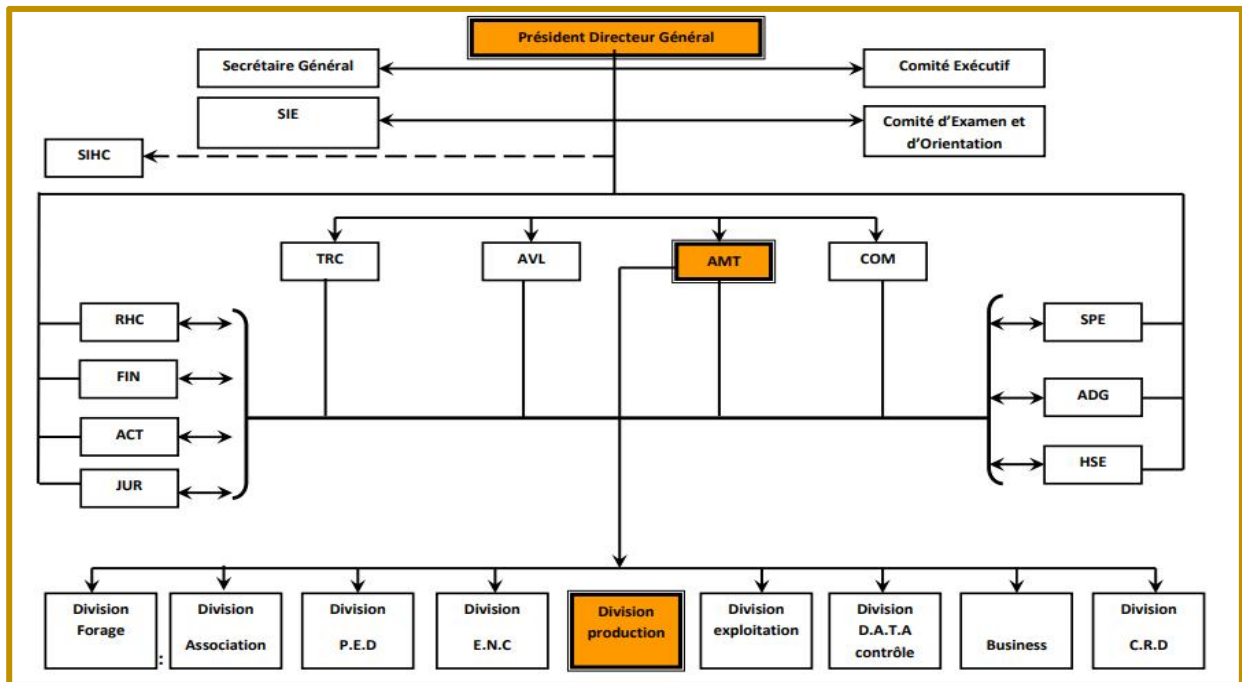 Président Directeur Général
Secrétaire Général
Comité Exécutif
SIE
Comité d'Examen et
d'Orientation
SIHC
TRC
AVL
AMT
COM
RHC
FIN
ACT
JUR
SPE
ADG
HSE
Division
Forage
:
Division
Association
Division
P.E.D
Division
E.N.C
Division
production
Division
exploitation
Division
D.A.T.A
contrôle
Business
Division
C.R.D